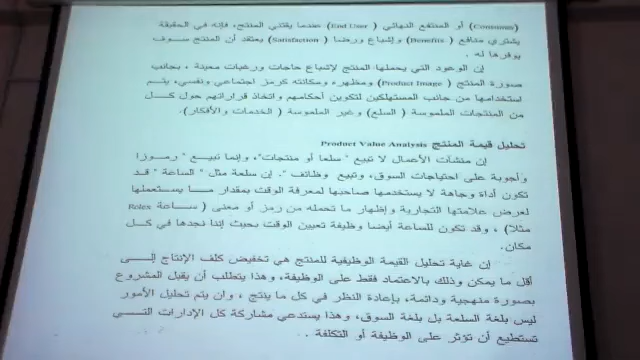 (Consumer) أو المنتفع النهائي (End User) عندما يقتني المنتج، فإنه في الحقيقة
يشتري منافع (Benefits) وإشباع ورضا (Satisfaction) يعتقد أن المنتج سوف
يوفرها له .
إن الوعود التي يحملها المنتج لإشباع حاجات ورغبات معينة ، بجانب
صورة المنتج (Product Image) ومظهره ومكانته كرمز اجتماعي ونفسي، يتم
استخدامها من جانب المستهلكين لتكوين أحكامهم واتخاذ قراراتهم حول كل
من المنتجات الملموسة (السلع) وغير الملموسة (الخدمات والأفكار).
تحليل قيمة المنتج Product Value Analysis
إن منشآت الأعمال لا تبيع "سلعا أو منتجات"، وإنما تبيع "رموزا
وأجوبة على احتياجات السوق، وتبيع وظائف". إن سلعة مثل "الساعة" قد
تكون أداة وجاهة لا يستخدمها صاحبها لمعرفة الوقت بمقدار ما يستعملها
لعرض علامتها التجارية وإظهار ما تحمله من رمز أو معنى (ساعة Rolex
مثلا) ، وقد تكون للساعة أيضا وظيفة تعيين الوقت بحيث إننا نجدها في كل
مكان.
إن غاية تحليل القيمة الوظيفية للمنتج هي تخفيض كلف الإنتاج إلى
أقل ما يمكن وذلك بالاعتماد فقط على الوظيفة، وهذا يتطلب أن يقبل المشروع
بصورة منهجية ودائمة، بإعادة النظر في كل ما ينتج ، وان يتم تحليل الأمور
ليس بلغة السلعة بل بلغة السوق، وهذا يستدعي مشاركة كل الإدارات التي
تستطيع أن تؤثر على الوظيفة أو التكلفة .